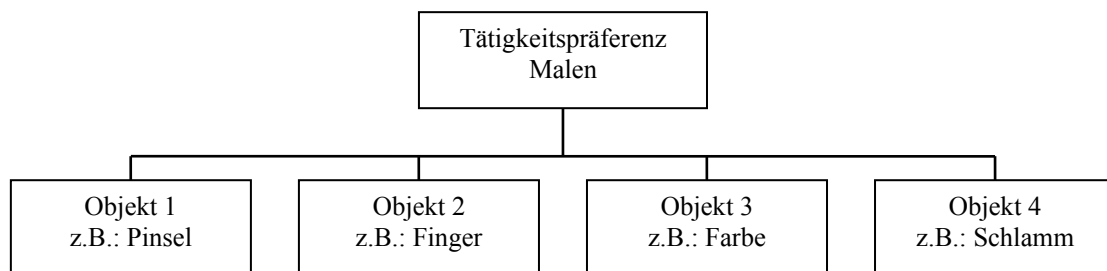 Tätigkeitspräferenz
Malen
Objekt 1
z.B.: Pinsel
Objekt 2
z.B.: Finger
Objekt 3
z.B.: Farbe
Objekt 4
z.B.: Schlamm